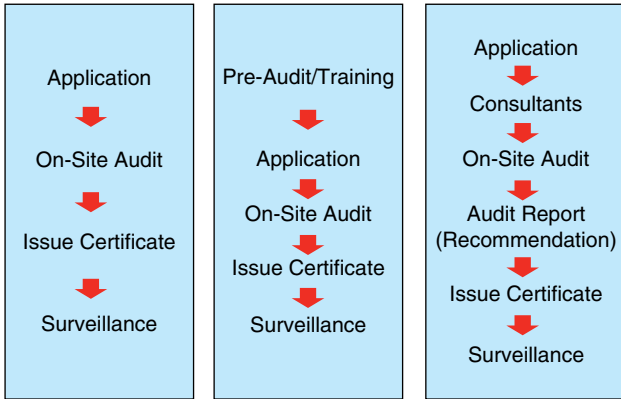 Application
On-Site Audit
Issue Certificate
Surveillance
Pre-Audit/Training
Application
On-Site Audit
Issue Certificate
Surveillance
Application
Consultants
On-Site Audit
Audit Report
(Recommendation)
Issue Certificate
Surveillance